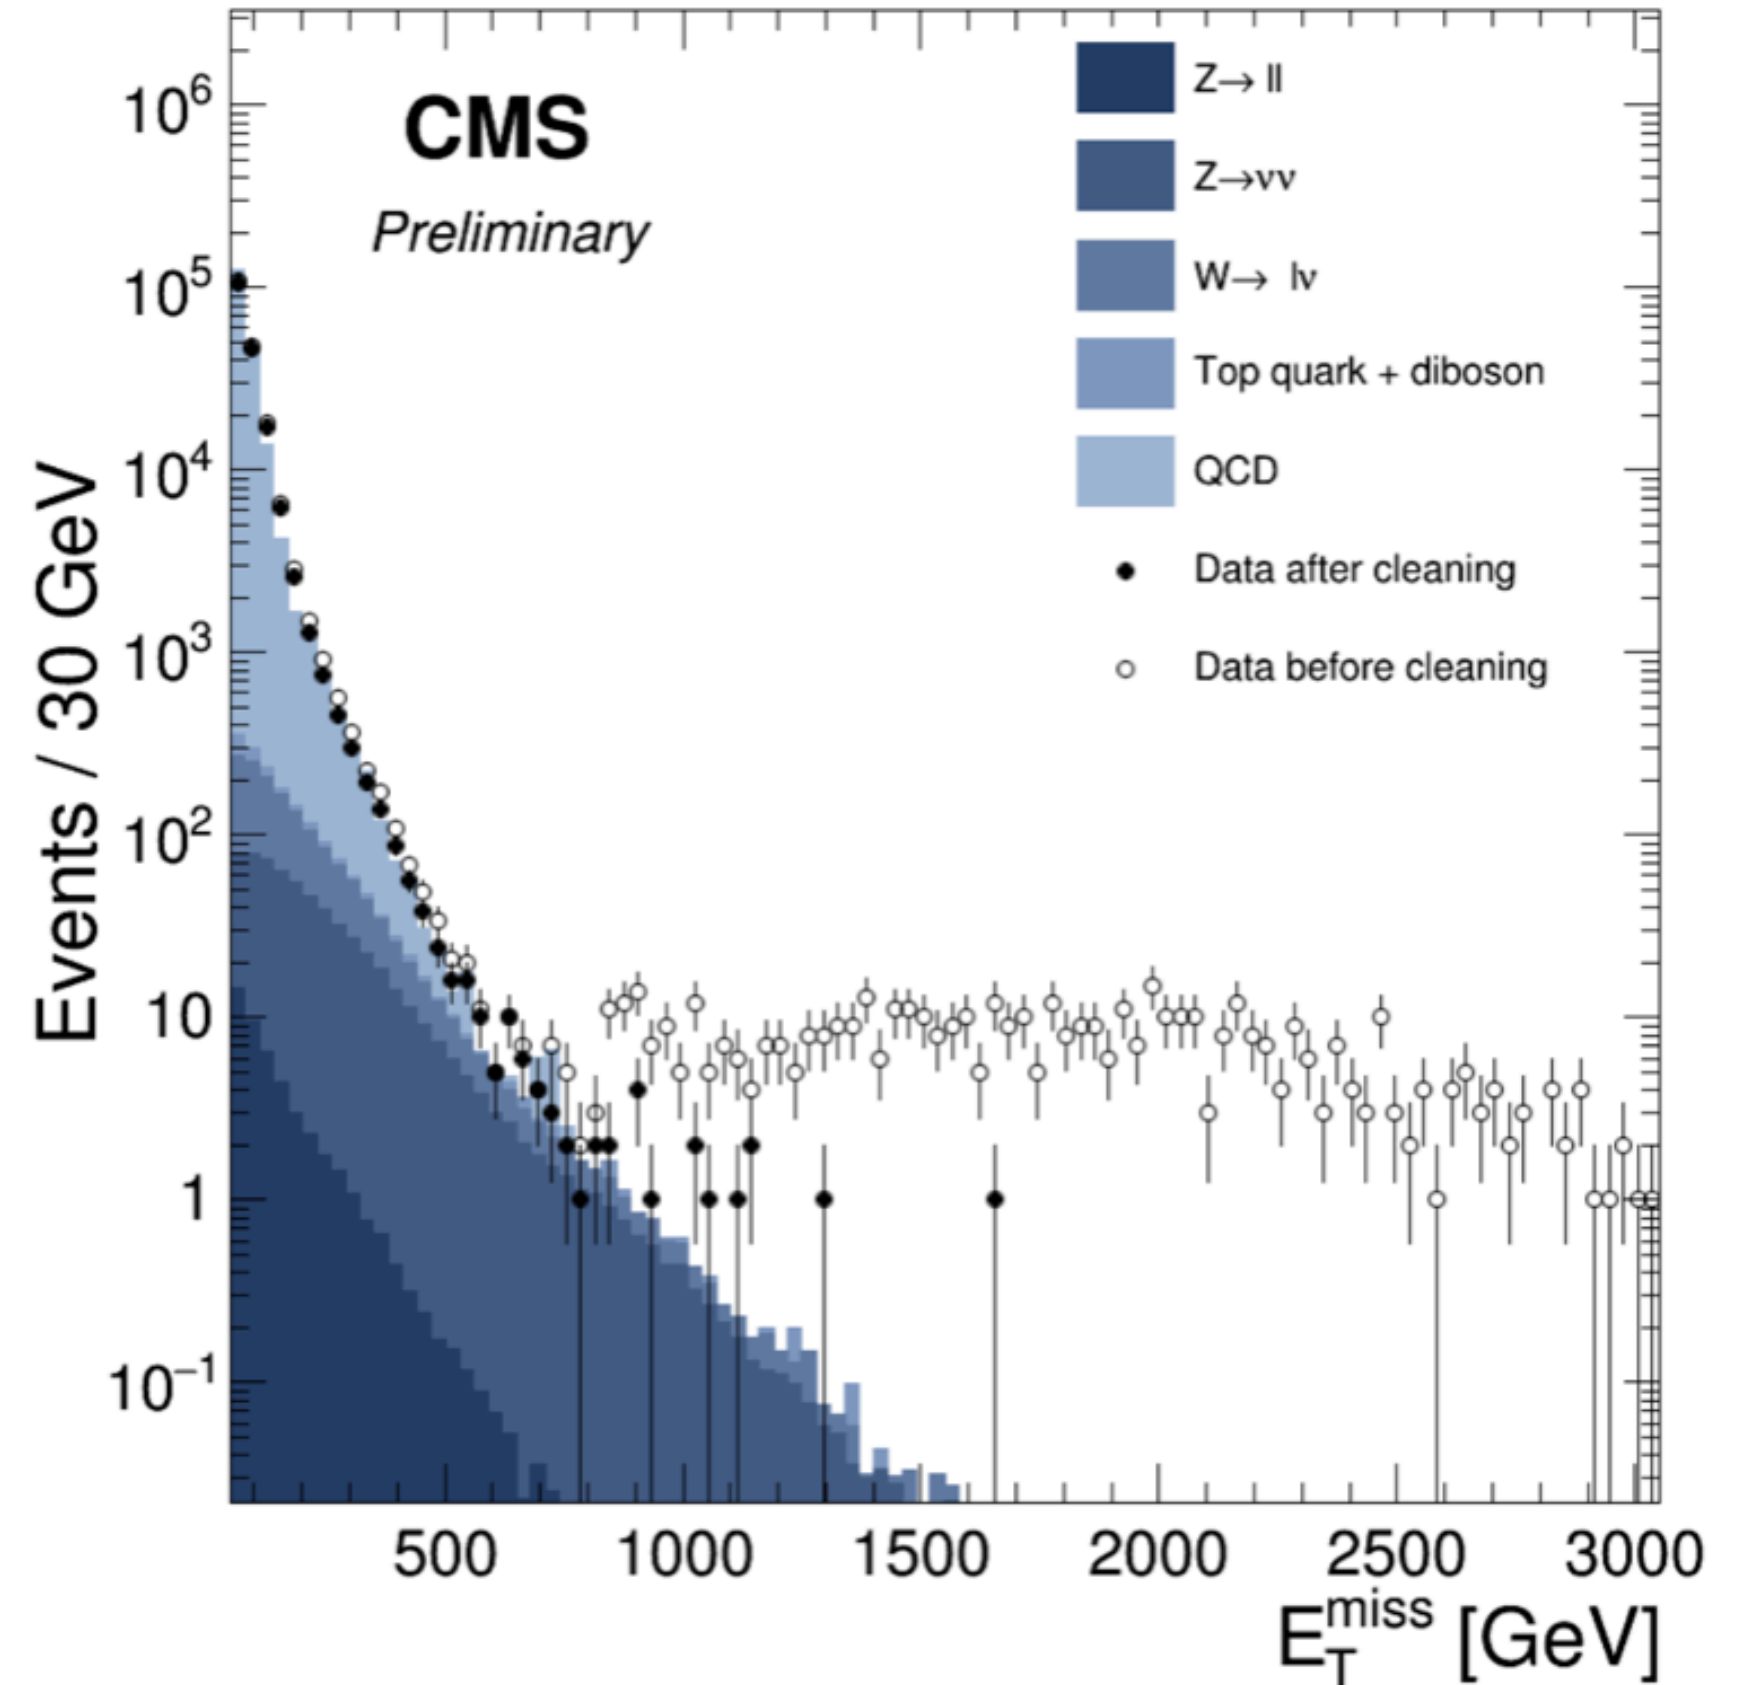 CMS
Preliminary
Z→ ll
Z→νν
W→ lν
Top quark + diboson
QCD
Data after cleaning
Data before cleaning
Events / 30 GeV
10⁶
10⁵
10⁴
10³
10²
10
1
10⁻¹
500 1000 1500 2000 2500 3000
E_T^miss [GeV]